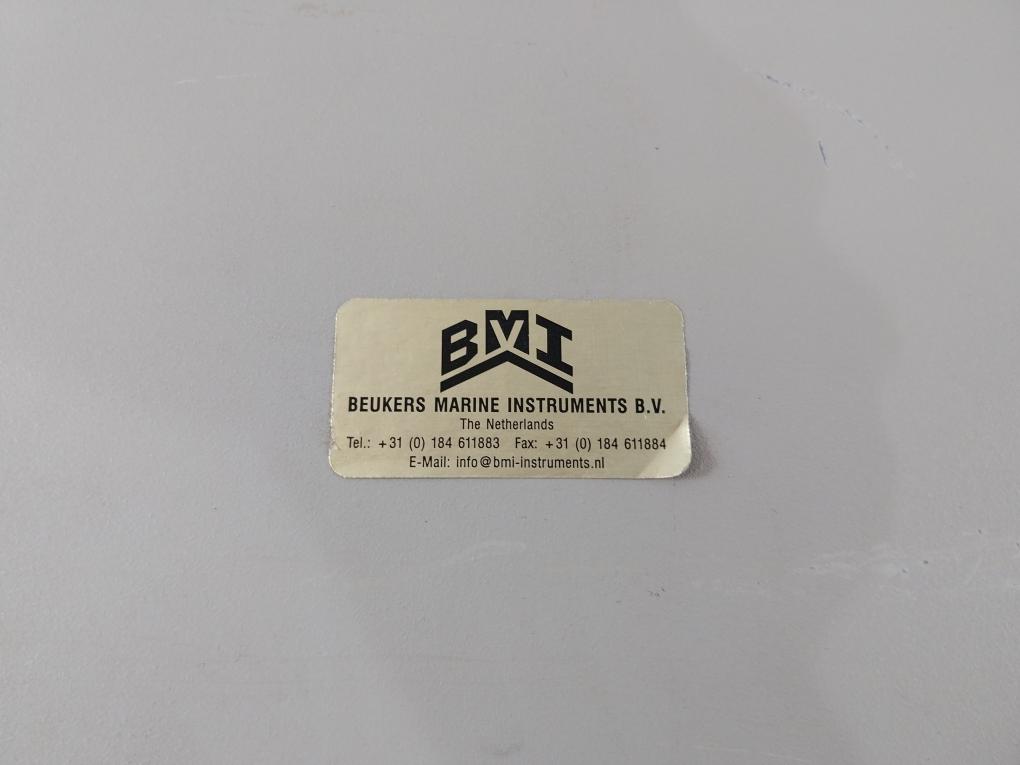 BMI
BEUKERS MARINE INSTRUMENTS B.V.
The Netherlands
Tel.: +31 (0) 184 611883 Fax: +31 (0) 184 611884
E-Mail: info@bmi-instruments.nl